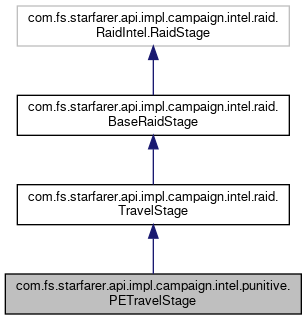 com.fs.starfarer.api.impl.campaign.intel.raid.
RaidIntel.RaidStage
com.fs.starfarer.api.impl.campaign.intel.raid.
BaseRaidStage
com.fs.starfarer.api.impl.campaign.intel.raid.
TravelStage
com.fs.starfarer.api.impl.campaign.intel.punitive.
PETravelStage